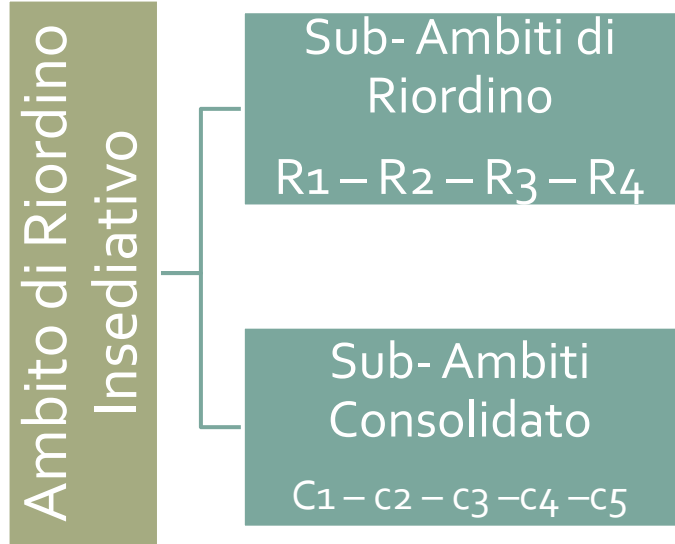 Ambito di Riordino
Insediativo
Sub- Ambiti di
Riordino
R1 – R2 – R3 – R4
Sub- Ambiti
Consolidato
C1 – c2 – c3 –c4 –c5